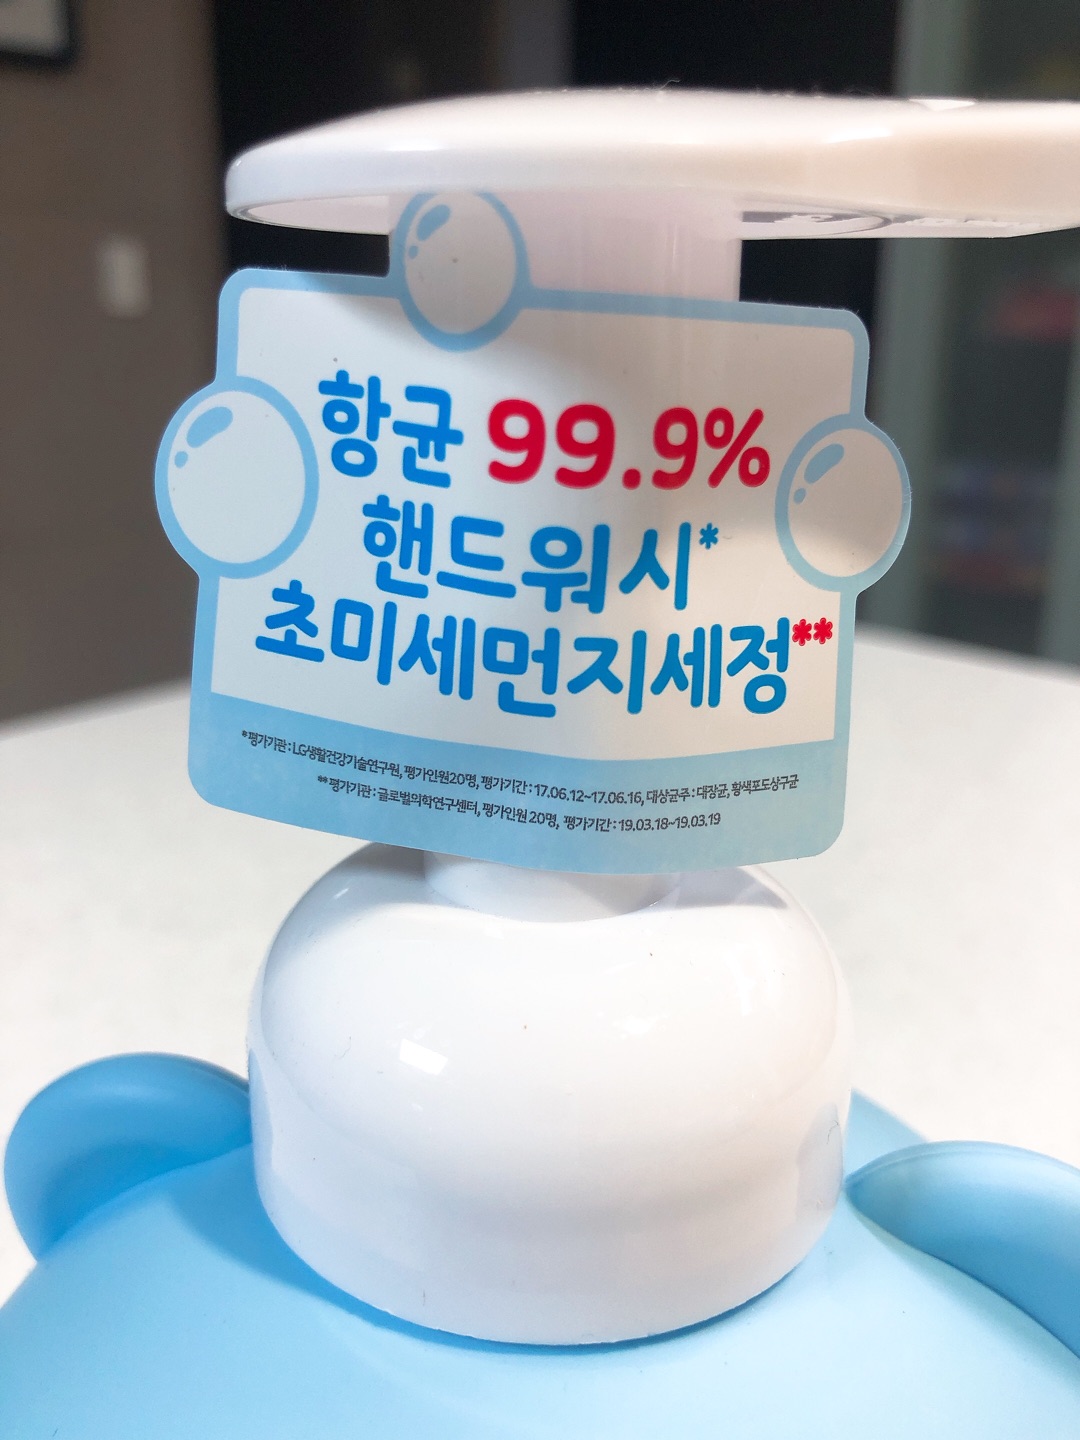 항균 99.9%
핸드워시*
초미세먼지세정**
*평가기관 : LG생활건강기술연구원, 평가인원20명, 평가기간 : 17.06.12~17.06.16, 대상균주 : 대장균, 황색포도상구균
**평가기관 : 글로벌의학연구센터, 평가인원 20명, 평가기간 : 19.03.18~19.03.19